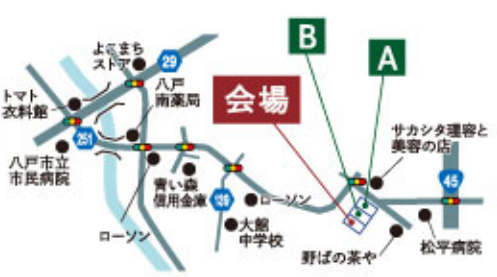 よこまち
ストア
29
B
A
トマト
衣料館
八戸
南薬局
会場
サカシタ理容と
美容の店
251
八戸市立
市民病院
青い森
信用金庫
139
ローソン
45
ローソン
大館
中学校
野ばの茶や
松平病院